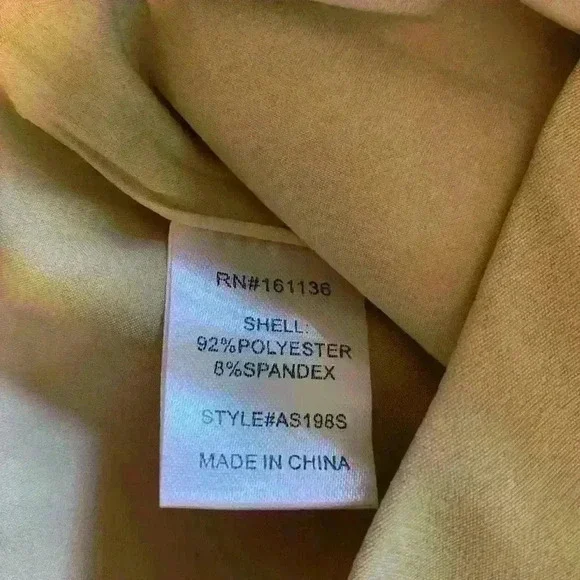 RN#161136
SHELL:
92%POLYESTER
8%SPANDEX
STYLE#AS198S
MADE IN CHINA